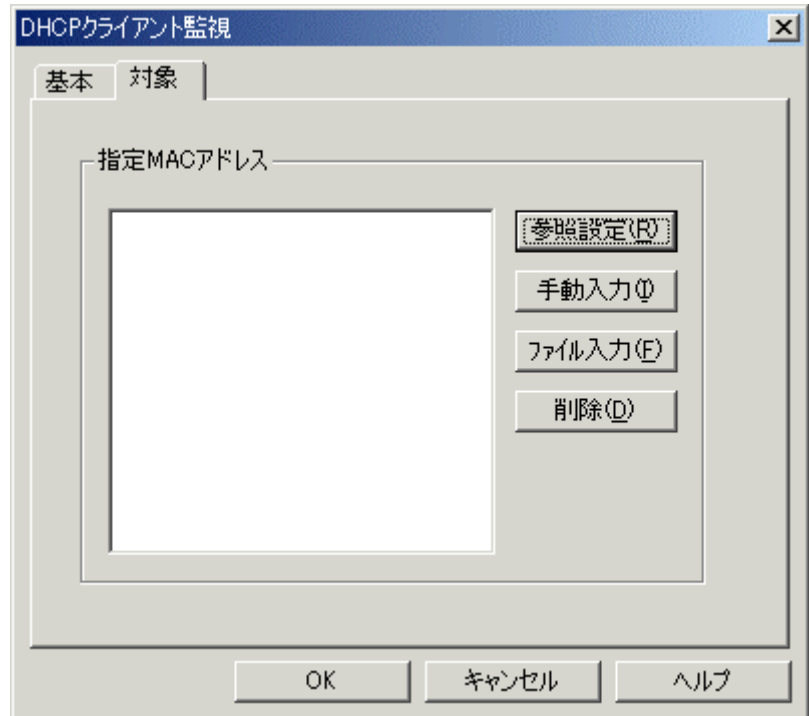 DHCPクライアント監視
基本 対象
指定MACアドレス
参照設定(R)
手動入力(I)
ファイル入力(F)
削除(D)
OK キャンセル ヘルプ